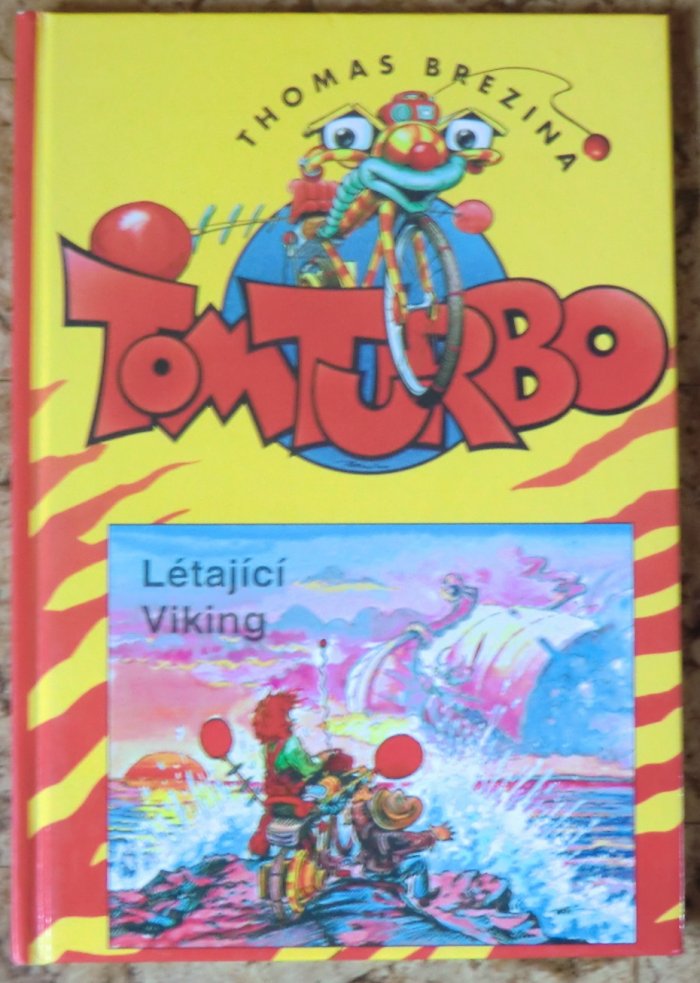 THOMAS BREZINA
TOM TURBO
Létající
Viking